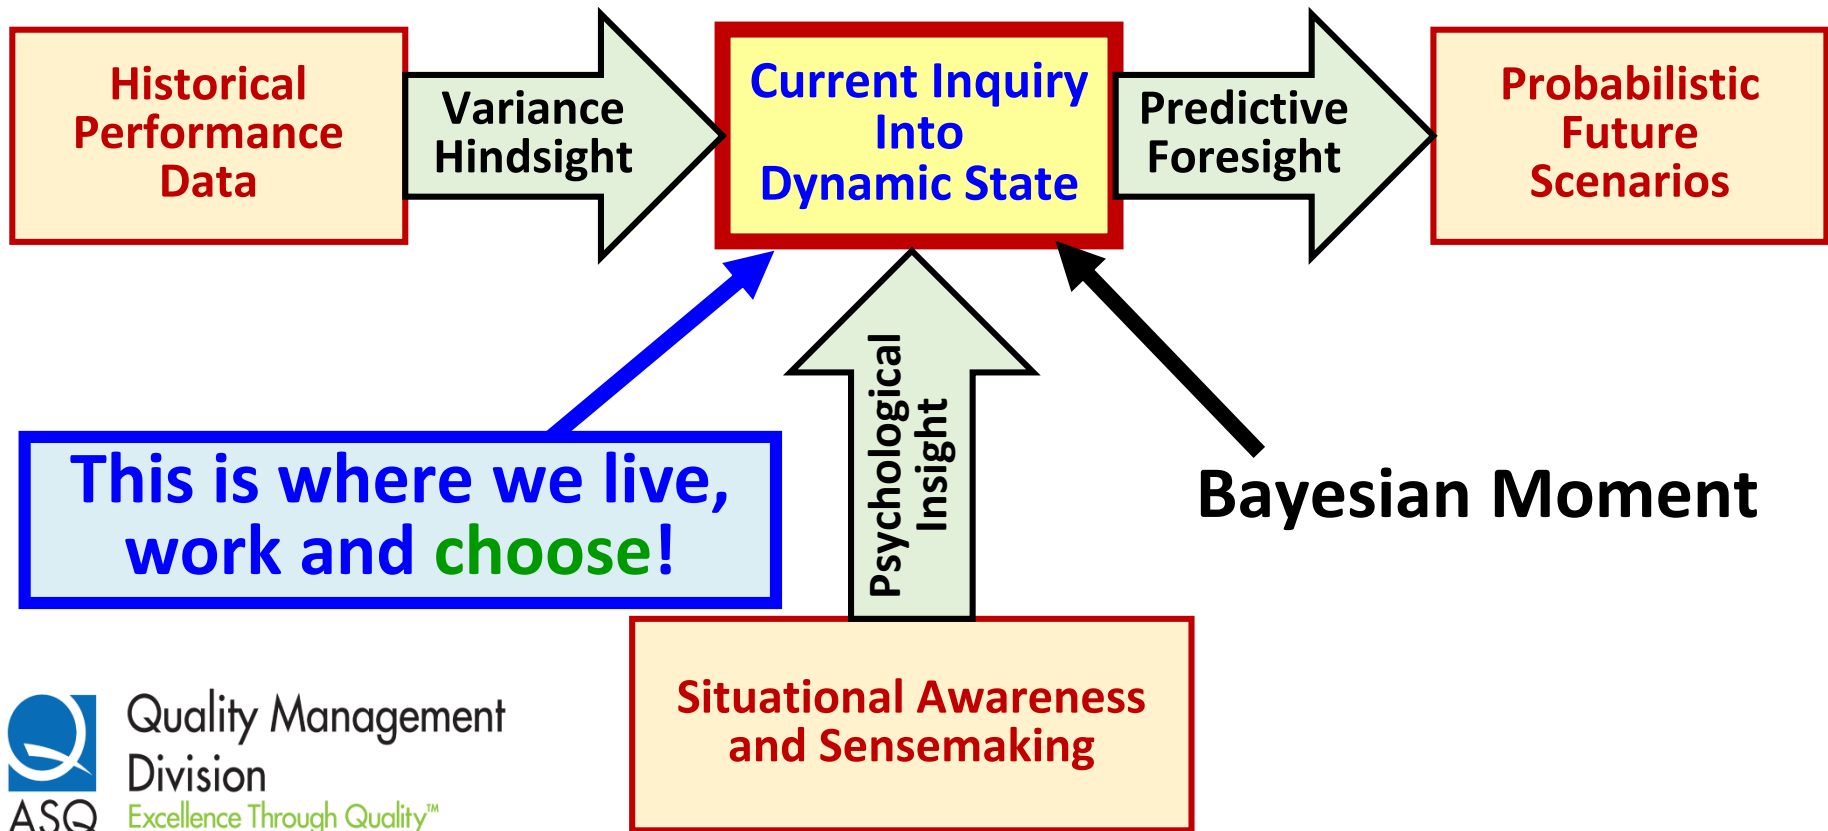 Historical
Performance
Data
Variance
Hindsight
Current Inquiry
Into
Dynamic State
Predictive
Foresight
Probabilistic
Future
Scenarios
This is where we live,
work and choose!
Psychological
Insight
Bayesian Moment
Situational Awareness
and Sensemaking
Quality Management
Division
Excellence Through Quality™
ASQ